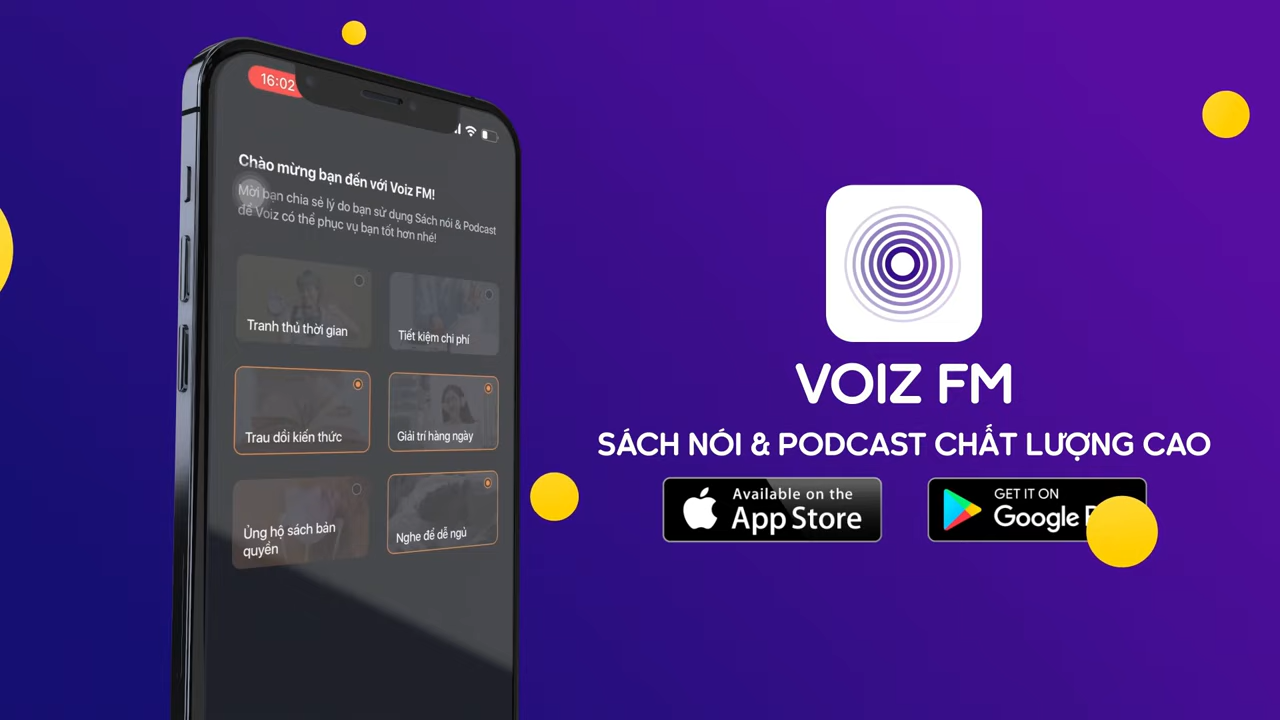 16:02
Chào mừng bạn đến với Voiz FM!
Mời bạn chia sẻ lý do bạn sử dụng Sách nói & Podcast
để Voiz có thể phục vụ bạn tốt hơn nhé!
Tranh thủ thời gian
Tiết kiệm chi phí
Trau dồi kiến thức
Giải trí hàng ngày
Ủng hộ sách bản
quyền
Nghe để dễ ngủ
VOIZ FM
SÁCH NÓI & PODCAST CHẤT LƯỢNG CAO
Available on the
App Store
GET IT ON
Google